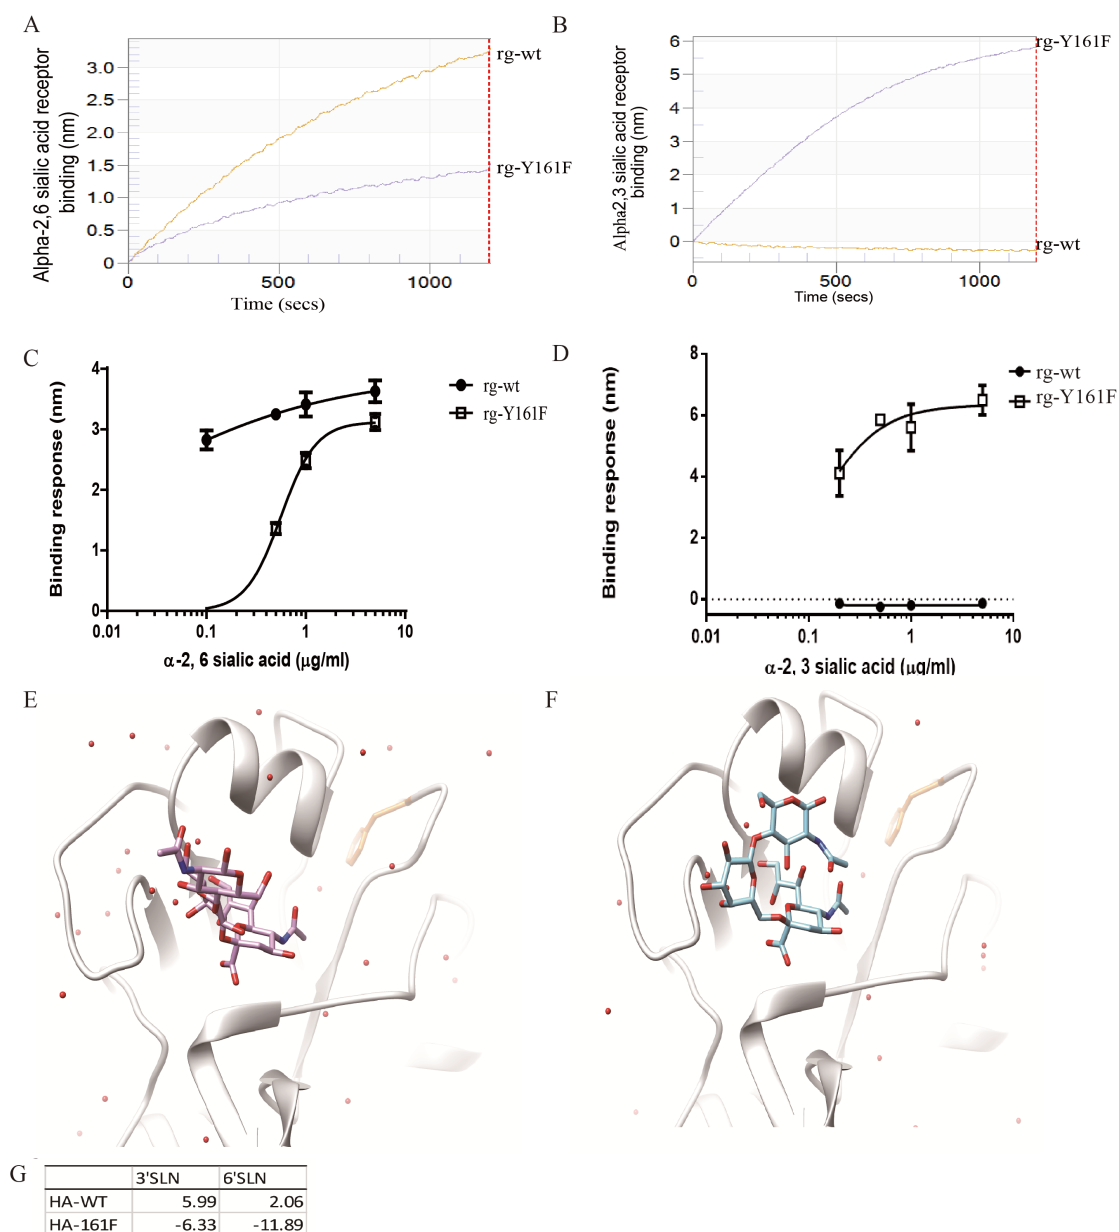 A
Alpha-2,6 sialic acid receptor
binding (nm)
3.0
2.5
2.0
1.5
1.0
0.5
0
0
500
1000
Time (secs)
rg-wt
rg-Y161F
B
Alpha2,3 sialic acid receptor
binding (nm)
6
5
4
3
2
1
0
0
500
1000
Time (secs)
rg-Y161F
rg-wt
C
Binding response (nm)
4
3
2
1
0
0.01
0.1
1
10
α-2, 6 sialic acid (μg/ml)
rg-wt
rg-Y161F
D
Binding response (nm)
8
6
4
2
0
0.01
0.1
1
10
α-2, 3 sialic acid (μg/ml)
rg-wt
rg-Y161F
E
F
G
3'SLN 6'SLN
HA-WT 5.99 2.06
HA-161F -6.33 -11.89